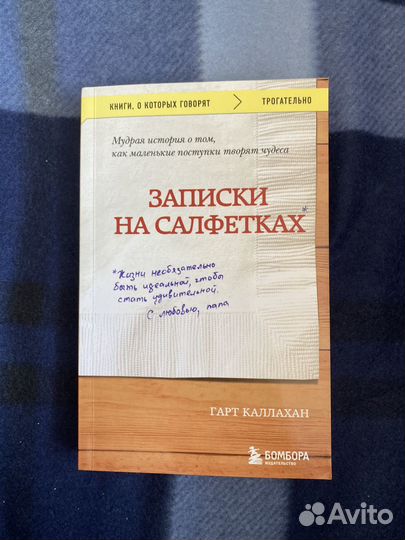 КНИГИ, О КОТОРЫХ ГОВОРЯТ ТРОГАТЕЛЬНО
Мудрая история о том,
как маленькие поступки творят чудеса
ЗАПИСКИ
НА САЛФЕТКАХ*
*Жизни необязательно
быть идеальной, чтобы
стать удивительной.
С любовью, папа
ГАРТ КАЛЛАХАН
БОМБОРА
ИЗДАТЕЛЬСТВО
Avito